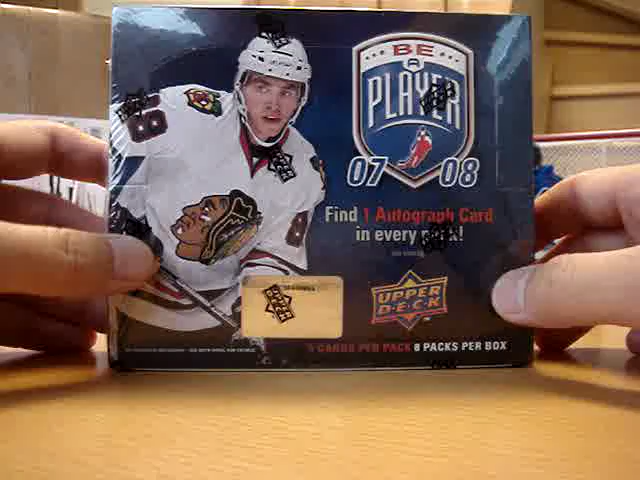 BE
A
PLAYER
07 08
Find 1 Autograph Card
in every pack!
UPPER
D·E·C·K
5 CARDS PER PACK 8 PACKS PER BOX